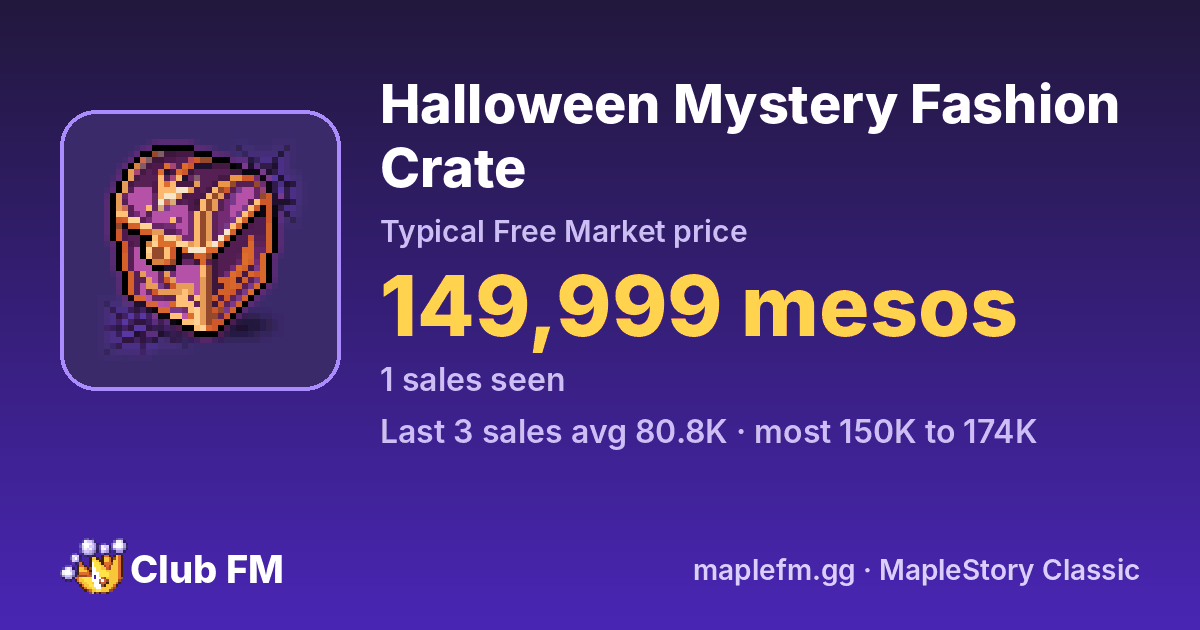 Halloween Mystery Fashion
Crate
Typical Free Market price
149,999 mesos
1 sales seen
Last 3 sales avg 80.8K · most 150K to 174K
Club FM
maplefm.gg · MapleStory Classic